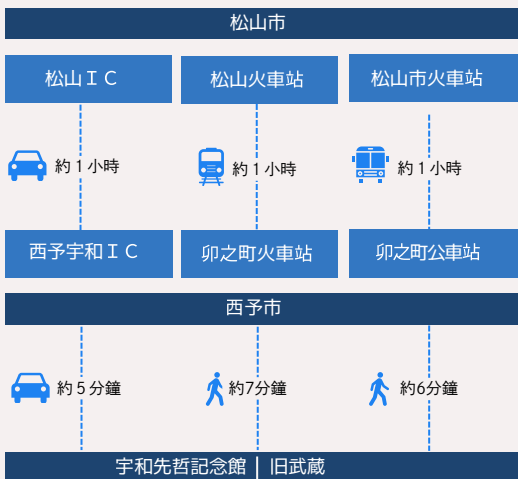 松山市
松山ＩＣ
松山火車站
松山市火車站
約１小時
約１小時
約１小時
西予宇和ＩＣ
卯之町火車站
卯之町公車站
西予市
約５分鐘
約7分鐘
約6分鐘
宇和先哲記念館｜旧武蔵